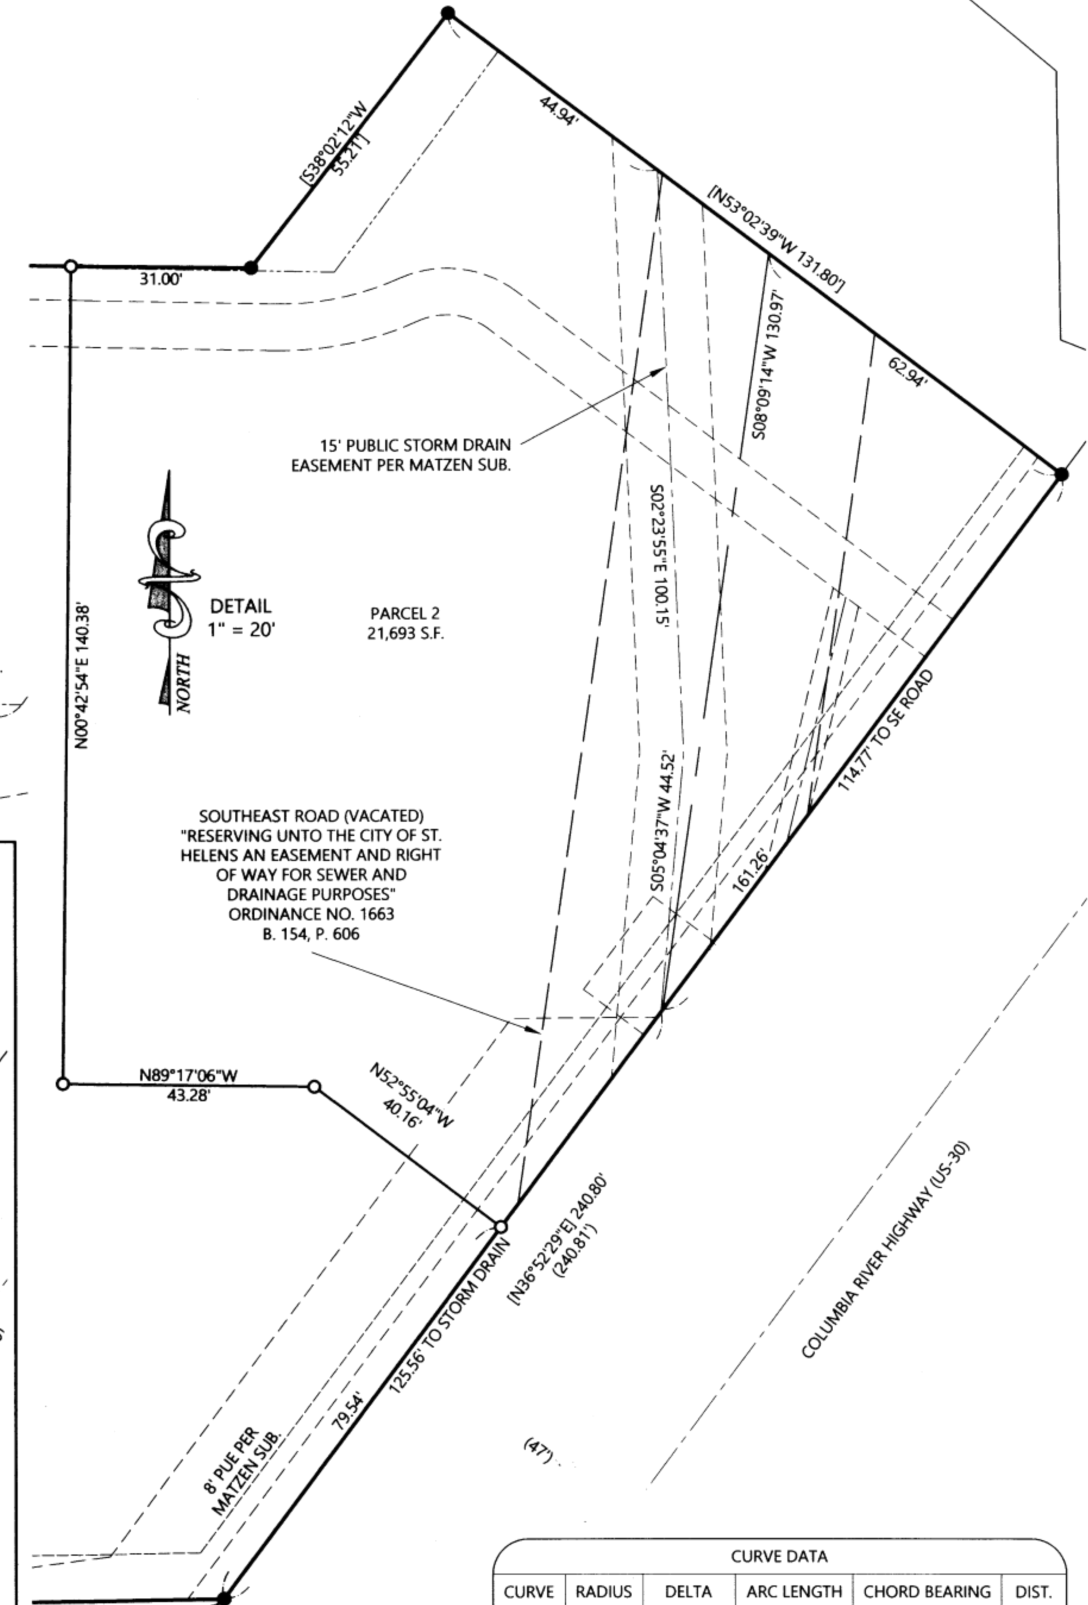 [S38°02'12"W
55.21']
44.94'
[N53°02'39"W 131.80']
31.00'
S08°09'14"W 130.97'
62.94'
15' PUBLIC STORM DRAIN
EASEMENT PER MATZEN SUB.
S02°23'55"E 100.15'
N00°42'54"E 140.38'
DETAIL
1" = 20'
NORTH
PARCEL 2
21,693 S.F.
114.77' TO SE ROAD
S05°04'37"W 44.52'
161.26'
SOUTHEAST ROAD (VACATED)
"RESERVING UNTO THE CITY OF ST.
HELENS AN EASEMENT AND RIGHT
OF WAY FOR SEWER AND
DRAINAGE PURPOSES"
ORDINANCE NO. 1663
B. 154, P. 606
N89°17'06"W
43.28'
N52°55'04"W
40.16'
[N36°52'29"E] 240.80'
(240.81')
COLUMBIA RIVER HIGHWAY (US-30)
125.56' TO STORM DRAIN
79.54'
8' PUE PER
MATZEN SUB.
(47')
CURVE DATA
CURVE RADIUS DELTA ARC LENGTH CHORD BEARING DIST.